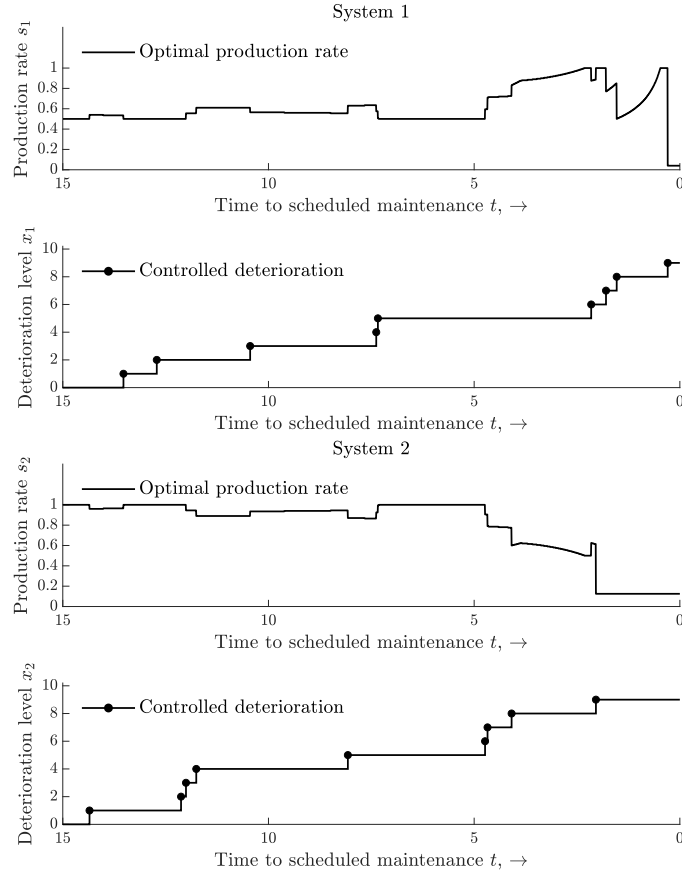 System 1
Production rate s₁
Optimal production rate
1
0.8
0.6
0.4
0.2
0
15 10 5 0
Time to scheduled maintenance t, →
Deterioration level x₁
Controlled deterioration
10
8
6
4
2
0
15 10 5 0
Time to scheduled maintenance t, →
System 2
Production rate s₂
Optimal production rate
1
0.8
0.6
0.4
0.2
0
15 10 5 0
Time to scheduled maintenance t, →
Deterioration level x₂
Controlled deterioration
10
8
6
4
2
0
15 10 5 0
Time to scheduled maintenance t, →